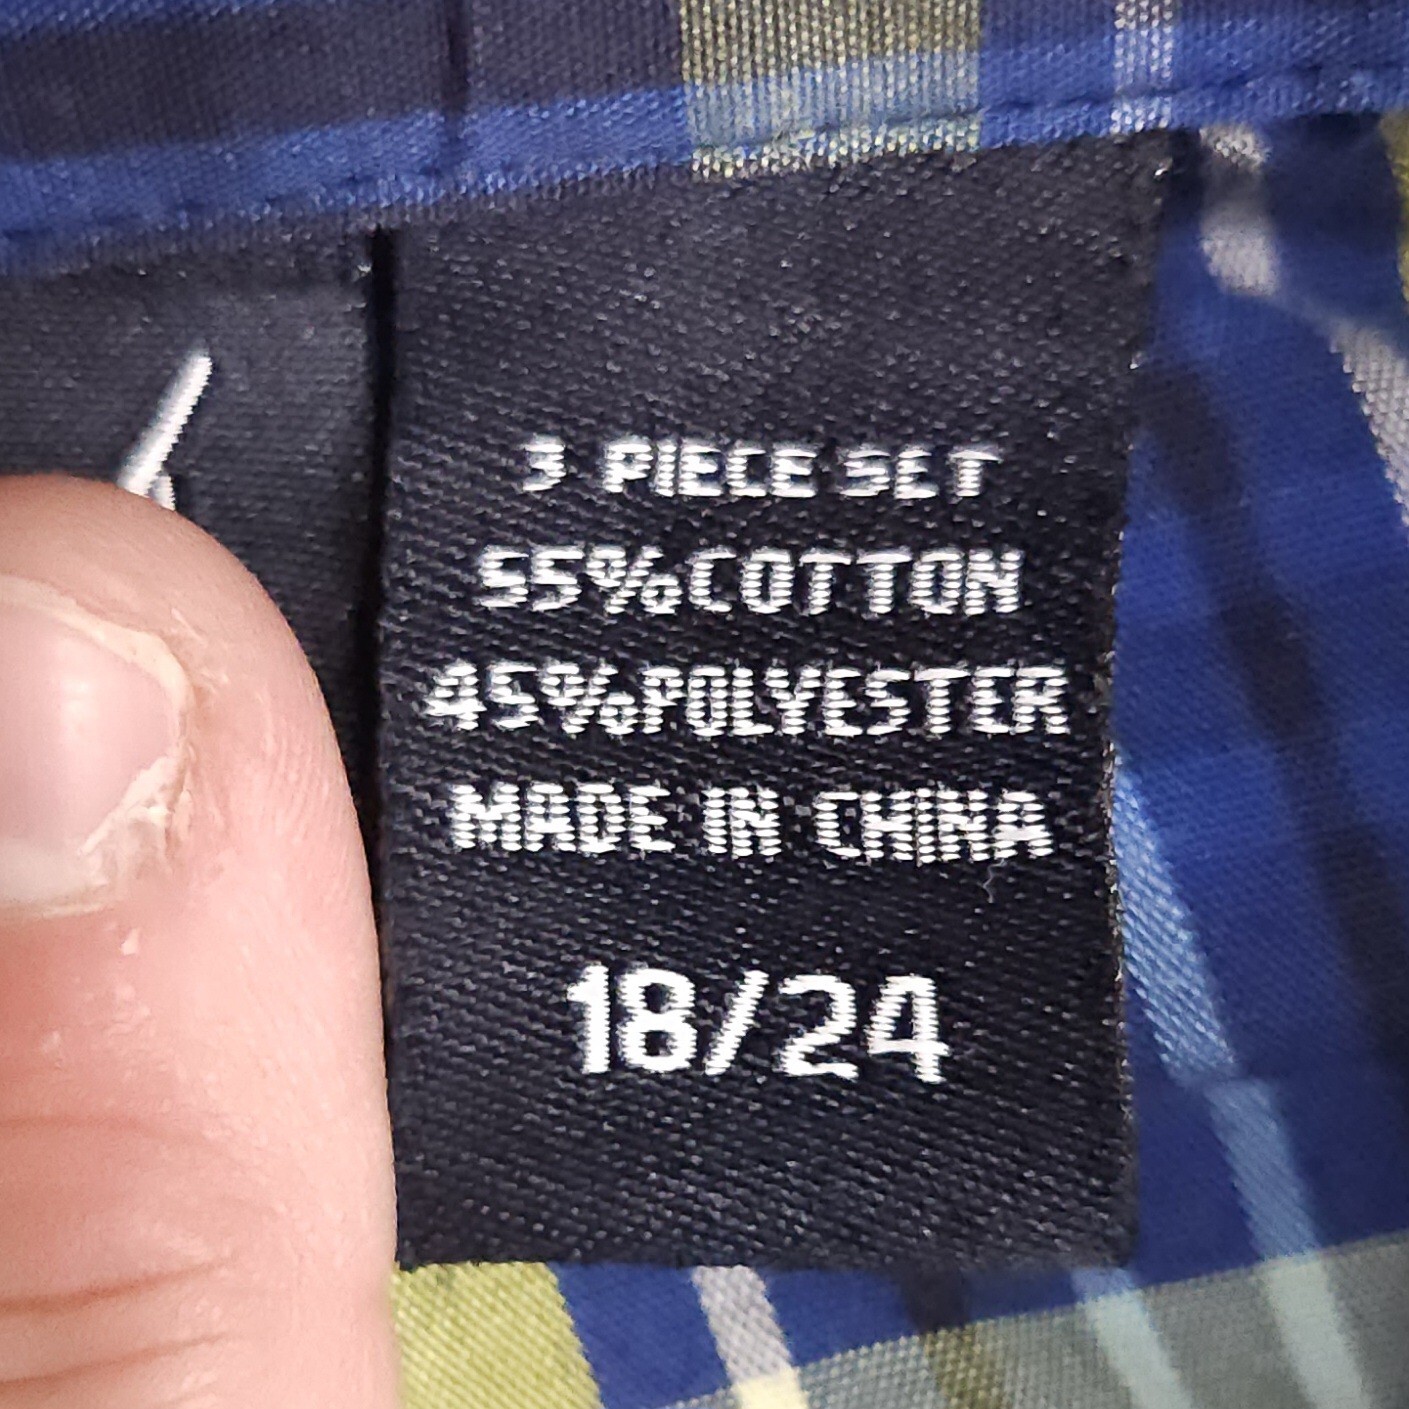 3 PIECE SET
55%COTTON
45%POLYESTER
MADE IN CHINA
18/24